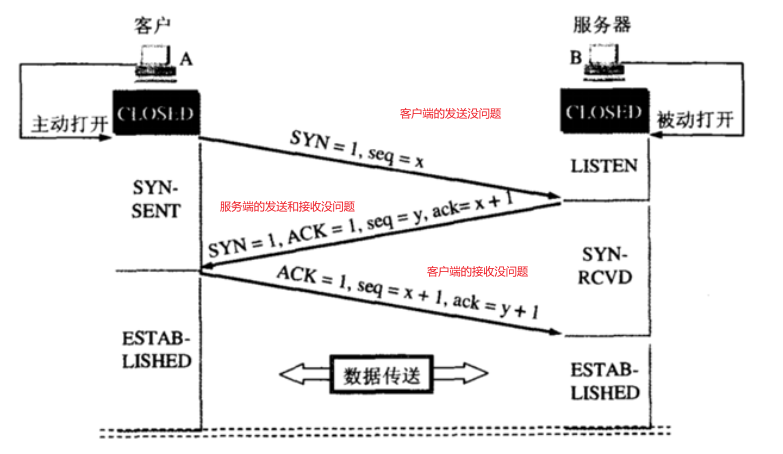 客户
服务器
A
B
CLOSED
CLOSED
主动打开
被动打开
客户端的发送没问题
SYN = 1, seq = x
LISTEN
SYN-
SENT
服务端的发送和接收没问题
SYN = 1, ACK = 1, seq = y, ack= x + 1
SYN-
RCVD
客户端的接收没问题
ACK = 1, seq = x + 1, ack = y + 1
ESTAB-
LISHED
数据传送
ESTAB-
LISHED